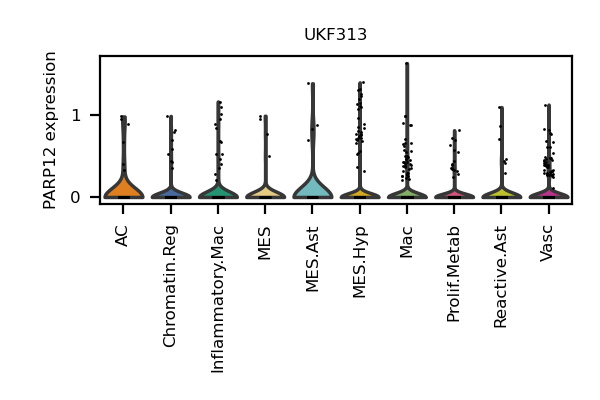 UKF313
PARP12 expression
1
0
AC
Chromatin.Reg
Inflammatory.Mac
MES
MES.Ast
MES.Hyp
Mac
Prolif.Metab
Reactive.Ast
Vasc